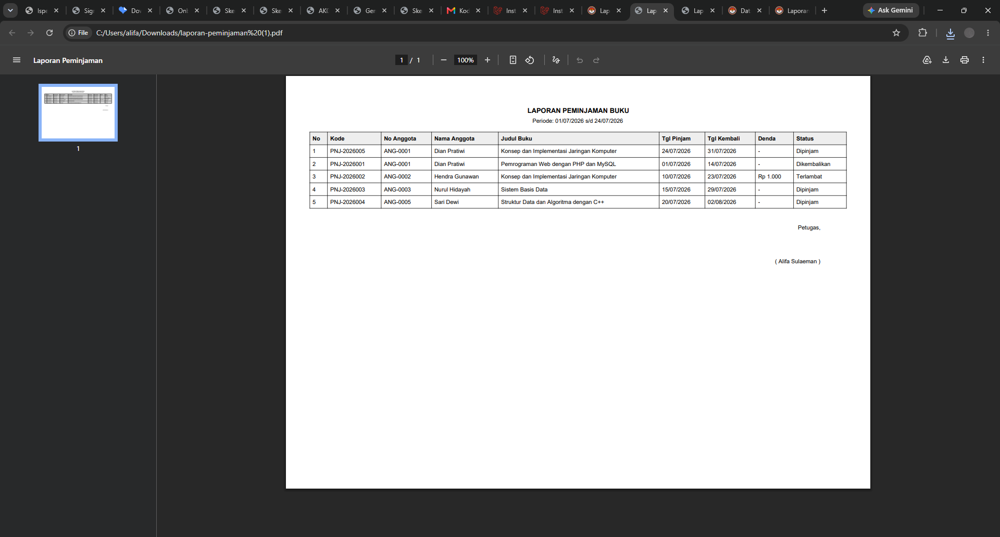 Ispe
Sig
Do
On
Ske
Ske
AK
Ger
Ske
Kod
Inst
Inst
Lap
Lap
Lap
Dat
Laporan
Ask Gemini
File C:/Users/alifa/Downloads/laporan-peminjaman%20(1).pdf
Laporan Peminjaman
1 / 1
100%
1
LAPORAN PEMINJAMAN BUKU
Periode: 01/07/2026 s/d 24/07/2026
No Kode No Anggota Nama Anggota Judul Buku Tgl Pinjam Tgl Kembali Denda Status
1 PNJ-2026005 ANG-0001 Dian Pratiwi Konsep dan Implementasi Jaringan Komputer 24/07/2026 31/07/2026 - Dipinjam
2 PNJ-2026001 ANG-0001 Dian Pratiwi Pemrograman Web dengan PHP dan MySQL 01/07/2026 14/07/2026 - Dikembalikan
3 PNJ-2026002 ANG-0002 Hendra Gunawan Konsep dan Implementasi Jaringan Komputer 10/07/2026 23/07/2026 Rp 1.000 Terlambat
4 PNJ-2026003 ANG-0003 Nurul Hidayah Sistem Basis Data 15/07/2026 29/07/2026 - Dipinjam
5 PNJ-2026004 ANG-0005 Sari Dewi Struktur Data dan Algoritma dengan C++ 20/07/2026 02/08/2026 - Dipinjam
Petugas,
( Alifa Sulaeman )